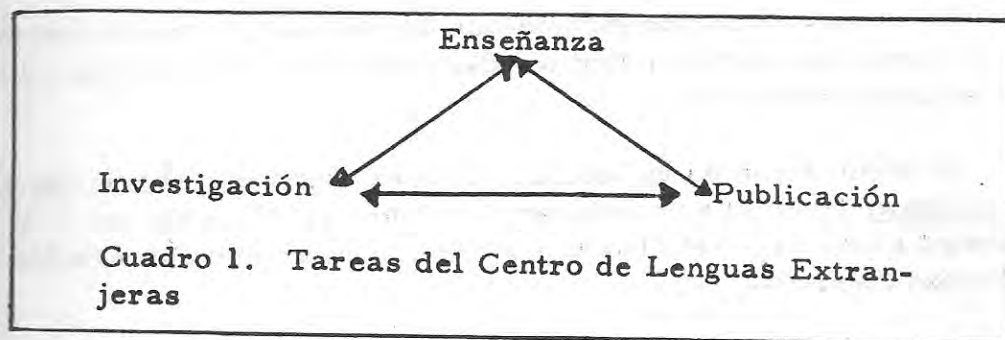 Enseñanza
Investigación Publicación
Cuadro 1. Tareas del Centro de Lenguas Extran-
jeras